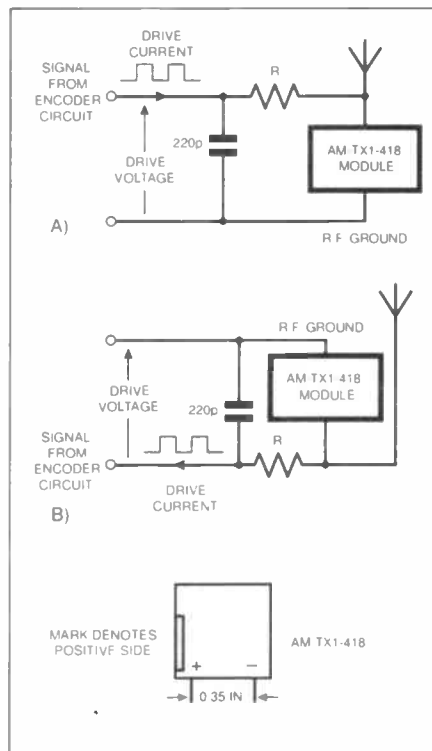 DRIVE
CURRENT
SIGNAL
FROM
ENCODER
CIRCUIT
R
220p
DRIVE
VOLTAGE
AM TX1-418
MODULE
A)
R F GROUND
R F GROUND
DRIVE
VOLTAGE
220p
AM TX1-418
MODULE
SIGNAL
FROM
ENCODER
CIRCUIT
R
B)
DRIVE
CURRENT
MARK DENOTES
POSITIVE SIDE
+ −
AM TX1-418
0.35 IN